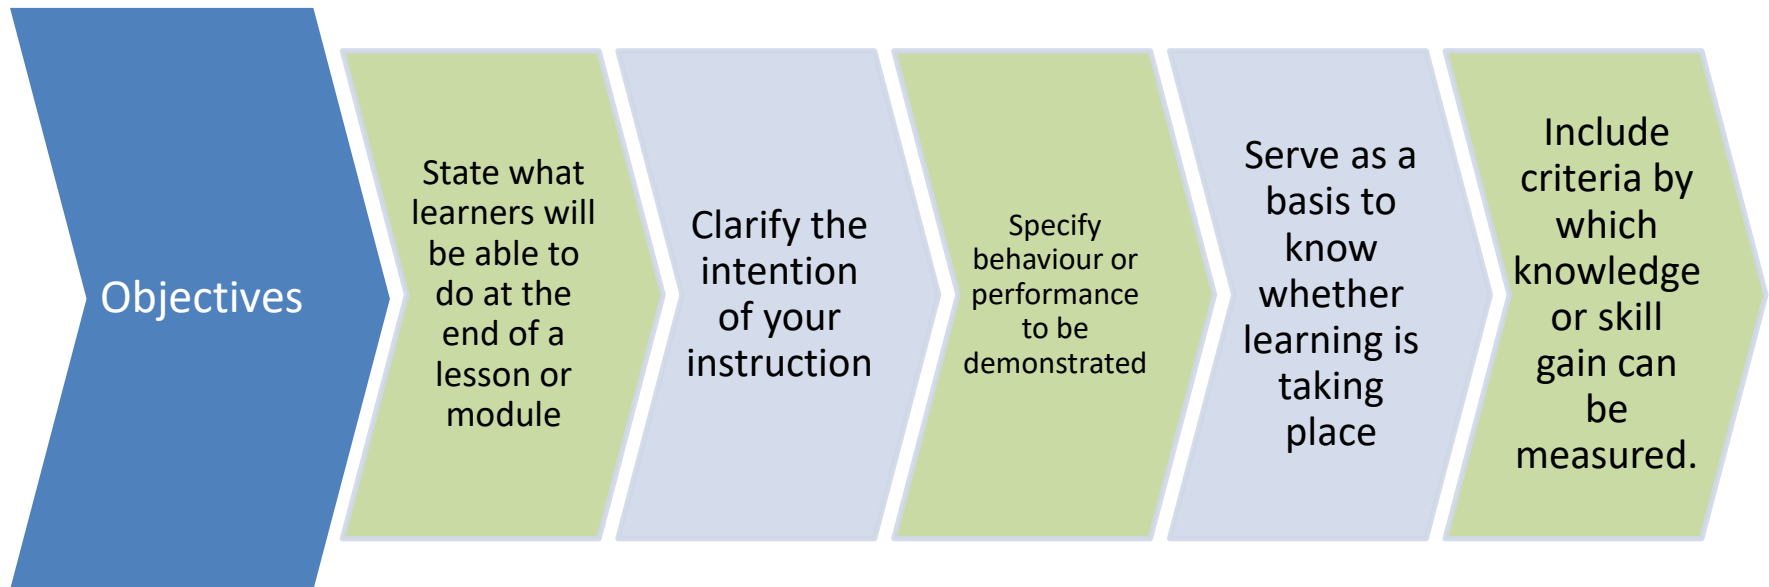 Objectives
State what
learners will
be able to
do at the
end of a
lesson or
module
Clarify the
intention
of your
instruction
Specify
behaviour or
performance
to be
demonstrated
Serve as a
basis to
know
whether
learning is
taking
place
Include
criteria by
which
knowledge
or skill
gain can
be
measured.